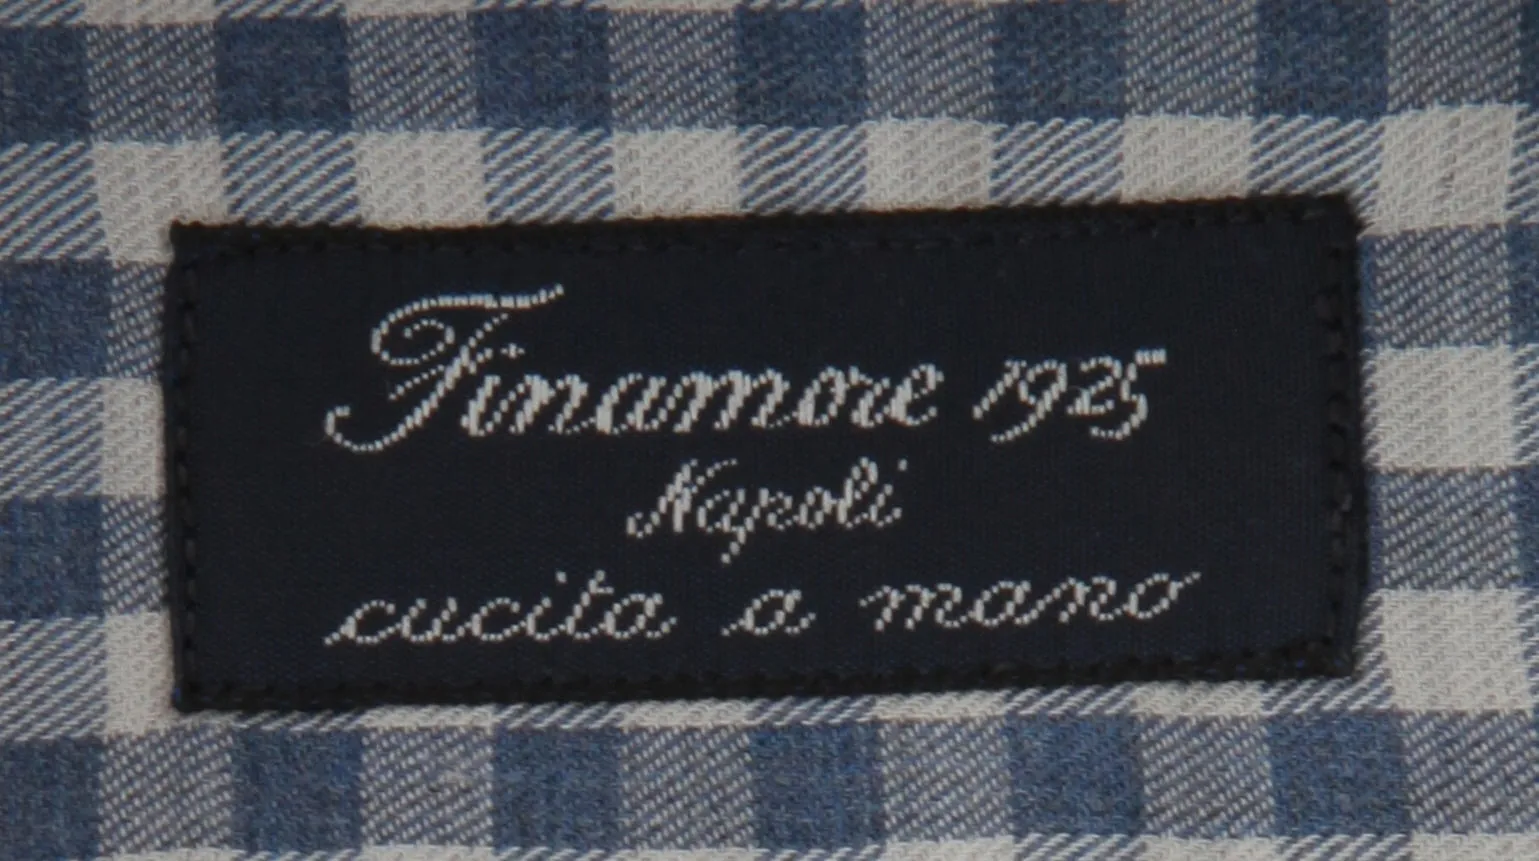 Finamore 1925
Napoli
cucita a mano